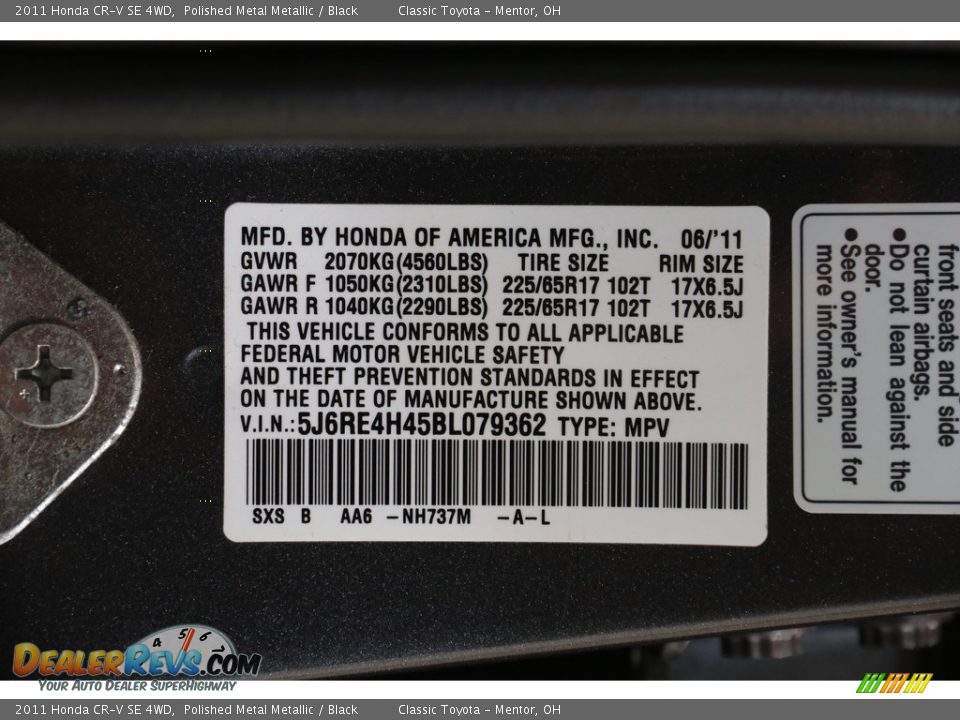 2011 Honda CR-V SE 4WD, Polished Metal Metallic / Black Classic Toyota - Mentor, OH
MFD. BY HONDA OF AMERICA MFG., INC. 06/'11
GVWR 2070KG(4560LBS) TIRE SIZE RIM SIZE
GAWR F 1050KG(2310LBS) 225/65R17 102T 17X6.5J
GAWR R 1040KG(2290LBS) 225/65R17 102T 17X6.5J
THIS VEHICLE CONFORMS TO ALL APPLICABLE
FEDERAL MOTOR VEHICLE SAFETY
AND THEFT PREVENTION STANDARDS IN EFFECT
ON THE DATE OF MANUFACTURE SHOWN ABOVE.
V.I.N.:5J6RE4H45BL079362 TYPE: MPV
SXS B AA6 -NH737M -A-L
front seats and side
curtain airbags.
●Do not lean against the
door.
●See owner's manual for
more information.
4 5 6
DEALERREVS.COM
YOUR AUTO DEALER SUPERHIGHWAY
2011 Honda CR-V SE 4WD, Polished Metal Metallic / Black Classic Toyota - Mentor, OH